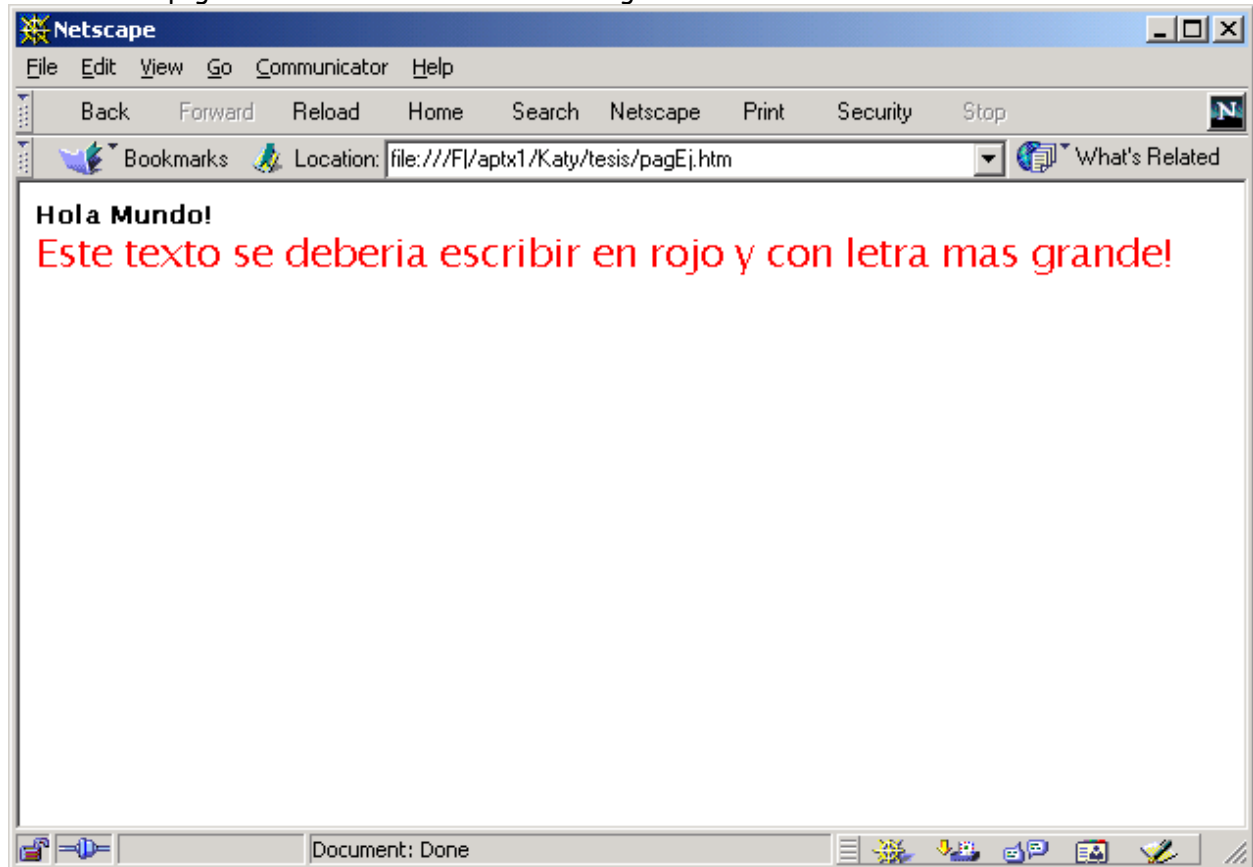 Netscape
File Edit View Go Communicator Help
Back Forward Reload Home Search Netscape Print Security Stop N
Bookmarks Location: file:///F|/aptx1/Katy/tesis/pagEj.htm What's Related
Hola Mundo!
Este texto se deberia escribir en rojo y con letra mas grande!
Document: Done